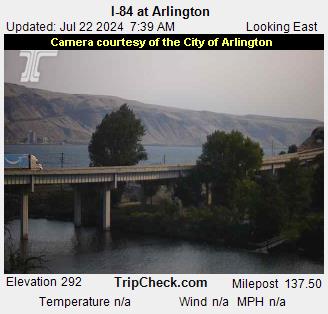 I-84 at Arlington
Updated: Jul 22 2024 7:39 AM Looking East
Camera courtesy of the City of Arlington
Elevation 292 TripCheck.com Milepost 137.50
Temperature n/a Wind n/a MPH n/a